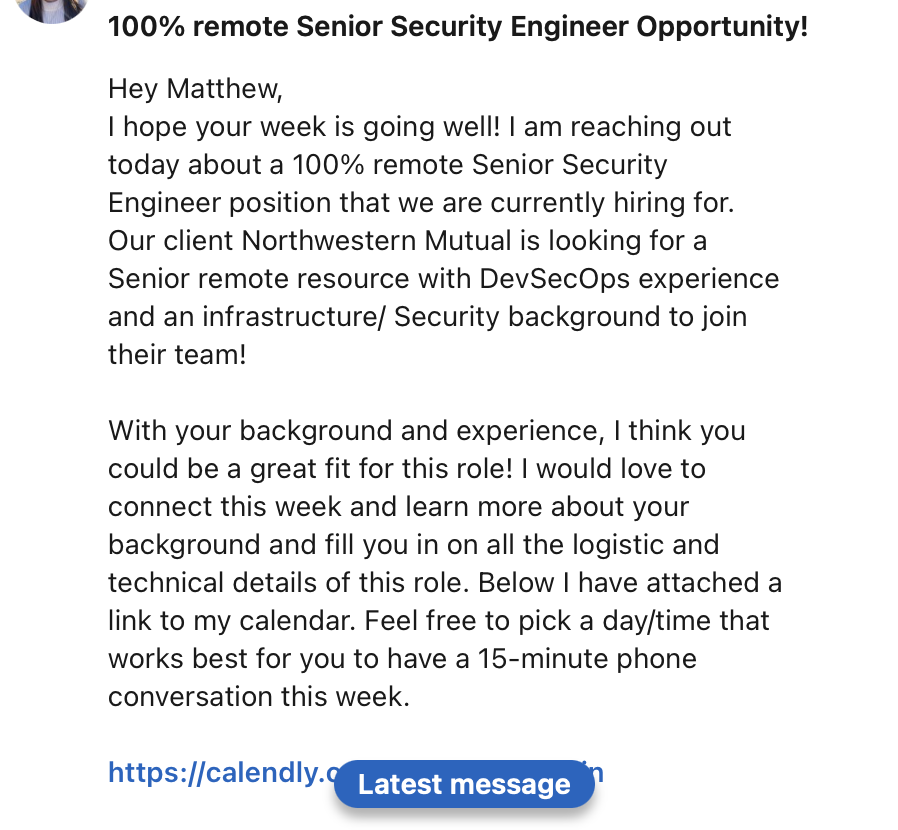 100% remote Senior Security Engineer Opportunity!
Hey Matthew,
I hope your week is going well! I am reaching out
today about a 100% remote Senior Security
Engineer position that we are currently hiring for.
Our client Northwestern Mutual is looking for a
Senior remote resource with DevSecOps experience
and an infrastructure/ Security background to join
their team!
With your background and experience, I think you
could be a great fit for this role! I would love to
connect this week and learn more about your
background and fill you in on all the logistic and
technical details of this role. Below I have attached a
link to my calendar. Feel free to pick a day/time that
works best for you to have a 15-minute phone
conversation this week.
https://calendly.c
Latest message